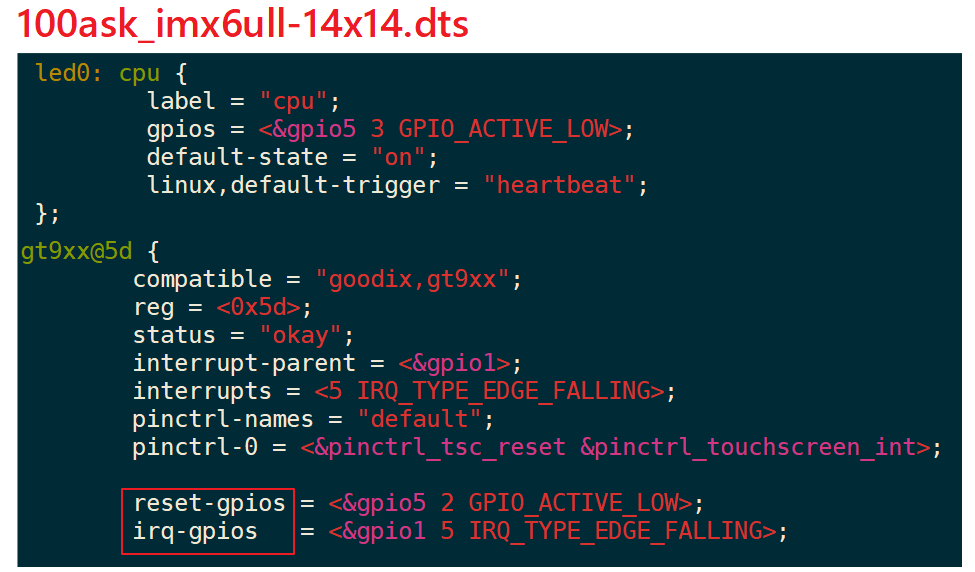 100ask_imx6ull-14x14.dts
led0: cpu {
label = "cpu";
gpios = <&gpio5 3 GPIO_ACTIVE_LOW>;
default-state = "on";
linux,default-trigger = "heartbeat";
};
gt9xx@5d {
compatible = "goodix,gt9xx";
reg = <0x5d>;
status = "okay";
interrupt-parent = <&gpio1>;
interrupts = <5 IRQ_TYPE_EDGE_FALLING>;
pinctrl-names = "default";
pinctrl-0 = <&pinctrl_tsc_reset &pinctrl_touchscreen_int>;
reset-gpios = <&gpio5 2 GPIO_ACTIVE_LOW>;
irq-gpios = <&gpio1 5 IRQ_TYPE_EDGE_FALLING>;